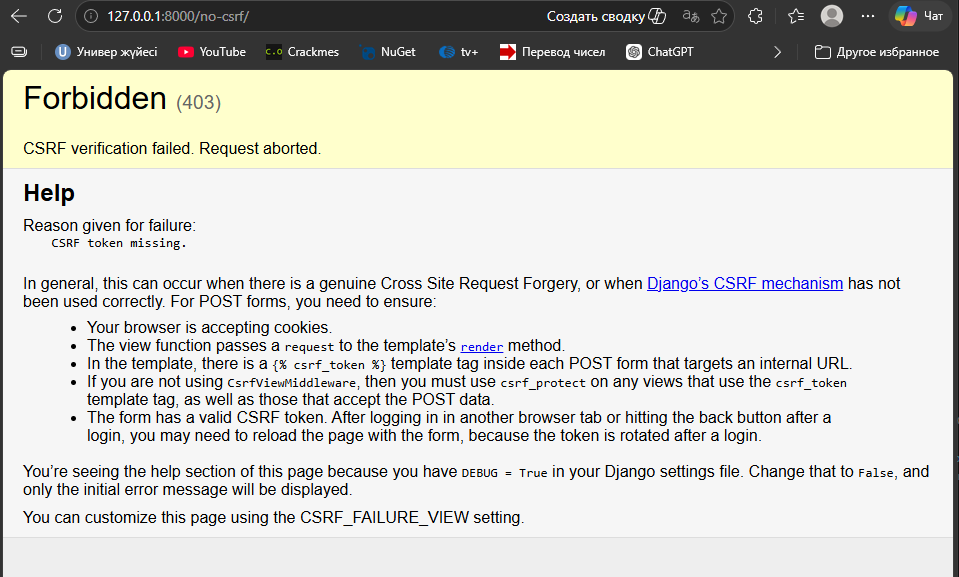 127.0.0.1:8000/no-csrf/
Создать сводку
aあ
Чат
U Универ жүйесі
YouTube
C.O Crackmes
NuGet
tv+
Перевод чисел
ChatGPT
Другое избранное
Forbidden (403)
CSRF verification failed. Request aborted.
Help
Reason given for failure:
CSRF token missing.
In general, this can occur when there is a genuine Cross Site Request Forgery, or when Django’s CSRF mechanism has not
been used correctly. For POST forms, you need to ensure:
• Your browser is accepting cookies.
• The view function passes a request to the template’s render method.
• In the template, there is a {% csrf_token %} template tag inside each POST form that targets an internal URL.
• If you are not using CsrfViewMiddleware, then you must use csrf_protect on any views that use the csrf_token
template tag, as well as those that accept the POST data.
• The form has a valid CSRF token. After logging in in another browser tab or hitting the back button after a
login, you may need to reload the page with the form, because the token is rotated after a login.
You’re seeing the help section of this page because you have DEBUG = True in your Django settings file. Change that to False, and
only the initial error message will be displayed.
You can customize this page using the CSRF_FAILURE_VIEW setting.